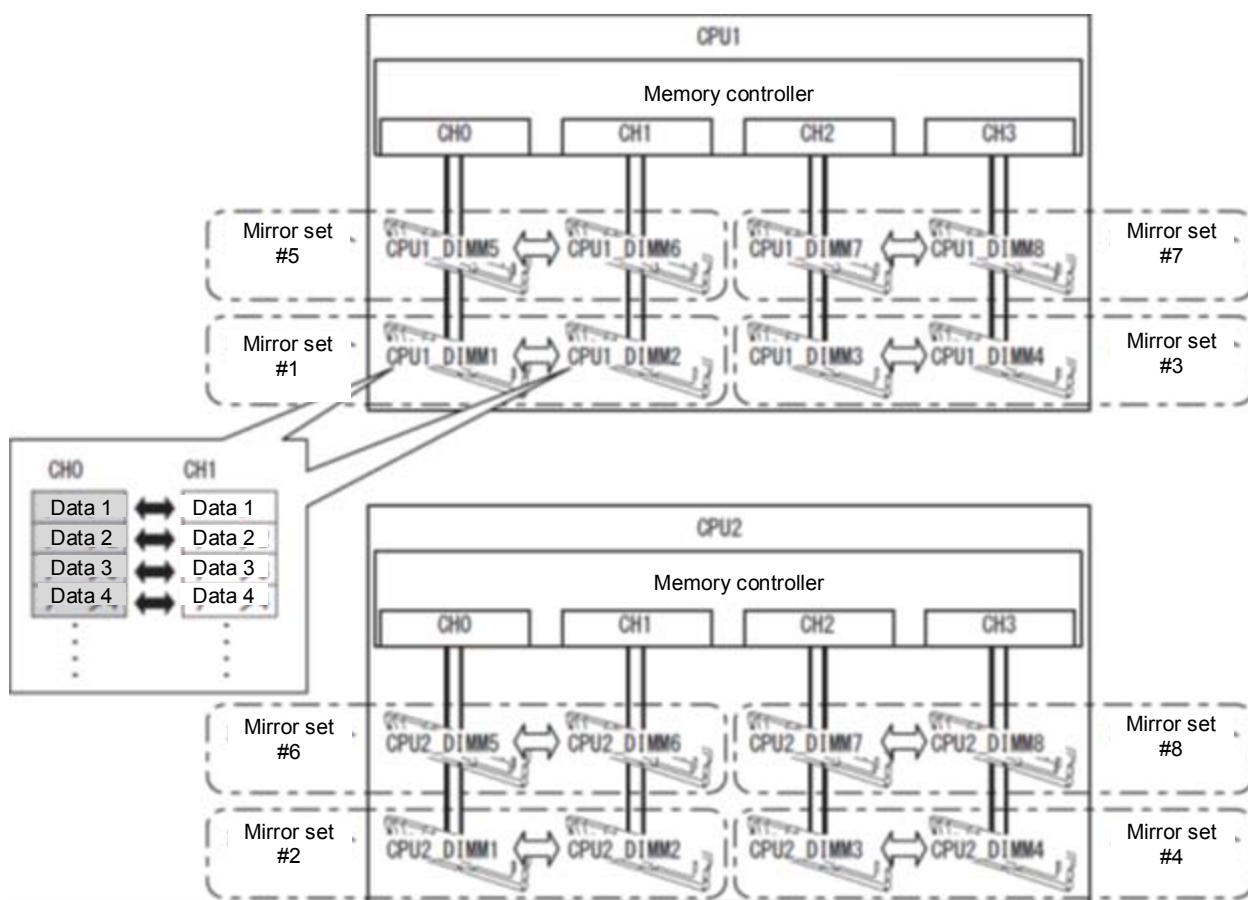 CPU1
Memory controller
CH0 CH1 CH2 CH3
Mirror set
#5
CPU1_DIMM5 CPU1_DIMM6 CPU1_DIMM7 CPU1_DIMM8
Mirror set
#7
Mirror set
#1
CPU1_DIMM1 CPU1_DIMM2 CPU1_DIMM3 CPU1_DIMM4
Mirror set
#3
CH0 CH1
Data 1 Data 1
Data 2 Data 2
Data 3 Data 3
Data 4 Data 4
CPU2
Memory controller
CH0 CH1 CH2 CH3
Mirror set
#6
CPU2_DIMM5 CPU2_DIMM6 CPU2_DIMM7 CPU2_DIMM8
Mirror set
#8
Mirror set
#2
CPU2_DIMM1 CPU2_DIMM2 CPU2_DIMM3 CPU2_DIMM4
Mirror set
#4